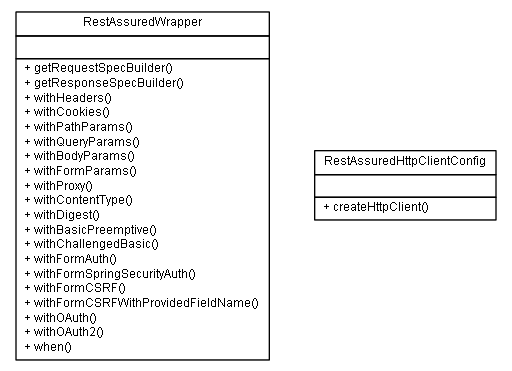 RestAssuredWrapper
+ getRequestSpecBuilder()
+ getResponseSpecBuilder()
+ withHeaders()
+ withCookies()
+ withPathParams()
+ withQueryParams()
+ withBodyParams()
+ withFormParams()
+ withProxy()
+ withContentType()
+ withDigest()
+ withBasicPreemptive()
+ withChallengedBasic()
+ withFormAuth()
+ withFormSpringSecurityAuth()
+ withFormCSRF()
+ withFormCSRFWithProvidedFieldName()
+ withOAuth()
+ withOAuth2()
+ when()
RestAssuredHttpClientConfig
+ createHttpClient()